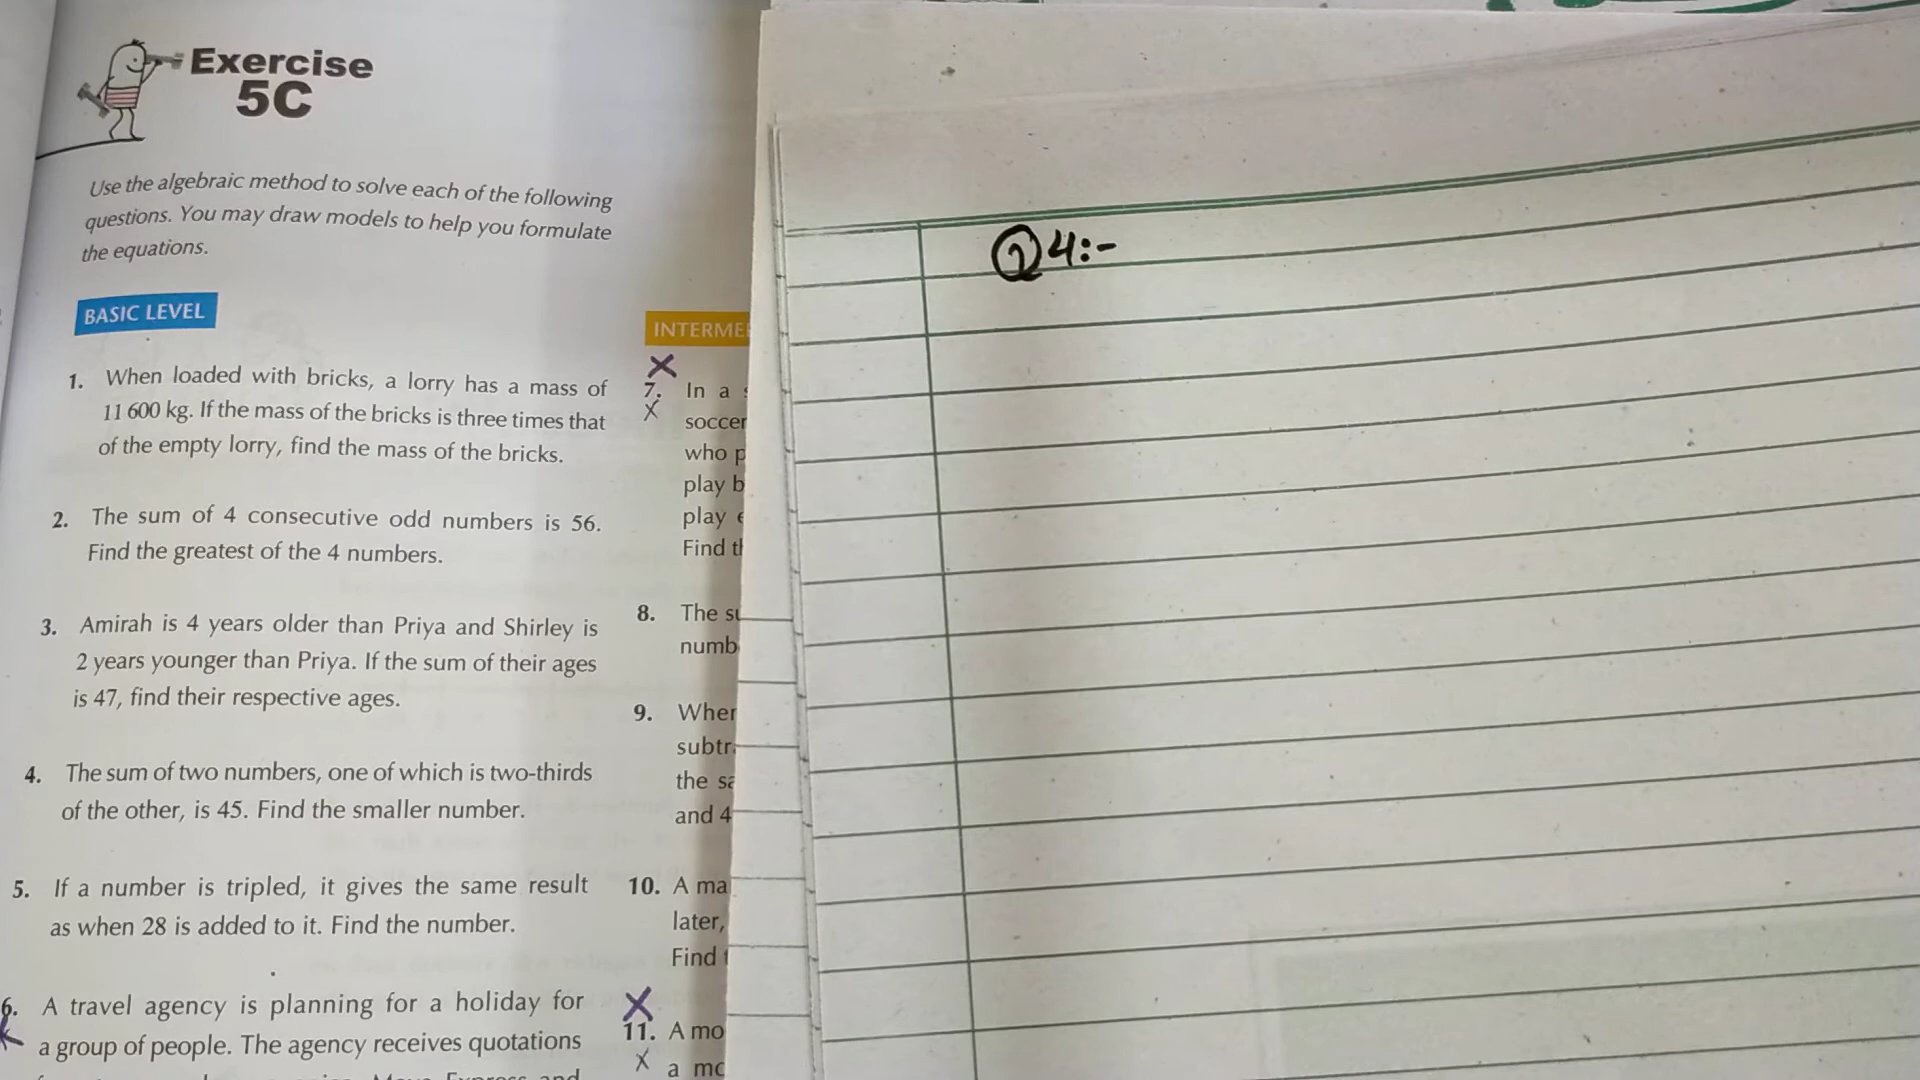 Exercise
5C
Use the algebraic method to solve each of the following
questions. You may draw models to help you formulate
the equations.
BASIC LEVEL
1. When loaded with bricks, a lorry has a mass of
11 600 kg. If the mass of the bricks is three times that
of the empty lorry, find the mass of the bricks.
2. The sum of 4 consecutive odd numbers is 56.
Find the greatest of the 4 numbers.
3. Amirah is 4 years older than Priya and Shirley is
2 years younger than Priya. If the sum of their ages
is 47, find their respective ages.
4. The sum of two numbers, one of which is two-thirds
of the other, is 45. Find the smaller number.
5. If a number is tripled, it gives the same result
as when 28 is added to it. Find the number.
6. A travel agency is planning for a holiday for
a group of people. The agency receives quotations
7. In a
soccer
who
play
play
Find
8. The
9.
the
and 4
10. A
later,
Find
11. A
a
Q4:-